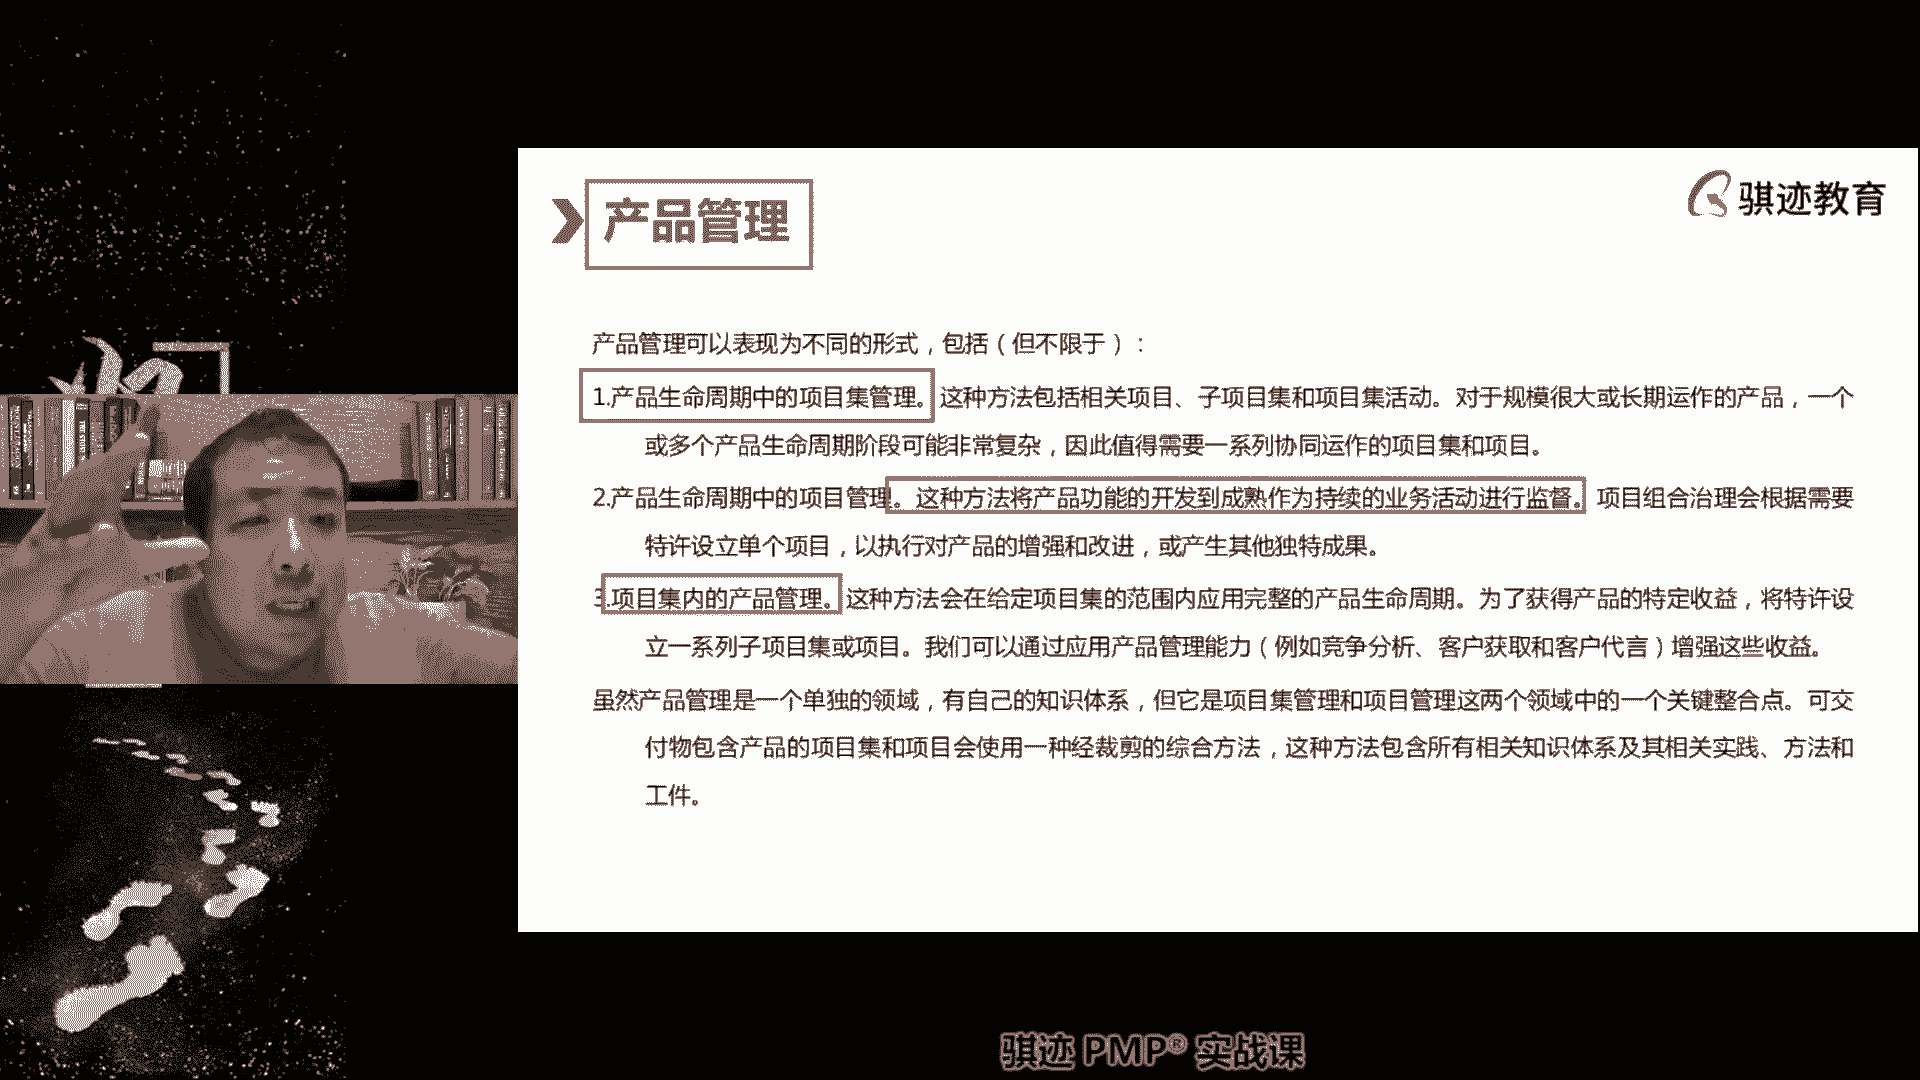 产品管理
骐迹教育
产品管理可以表现为不同的形式，包括（但不限于）：
1.产品生命周期中的项目集管理。这种方法包括相关项目、子项目集和项目集活动。对于规模很大或长期运作的产品，一个
或多个产品生命周期阶段可能非常复杂，因此值得需要一系列协同运作的项目集和项目。
2.产品生命周期中的项目管理。这种方法将产品功能的开发到成熟作为持续的业务活动进行监督。项目组合治理会根据需要
特许设立单个项目，以执行对产品的增强和改进，或产生其他独特成果。
3.项目集内的产品管理。这种方法会在给定项目集的范围内应用完整的产品生命周期。为了获得产品的特定收益，将特许设
立一系列子项目集或项目。我们可以通过应用产品管理能力（例如竞争分析、客户获取和客户代言）增强这些收益。
虽然产品管理是一个单独的领域，有自己的知识体系，但它是项目集管理和项目管理这两个领域中的一个关键整合点。可交
付物包含产品的项目集和项目会使用一种经裁剪的综合方法，这种方法包含所有相关知识体系及其相关实践、方法和
工件。
骐迹 PMP® 实战课